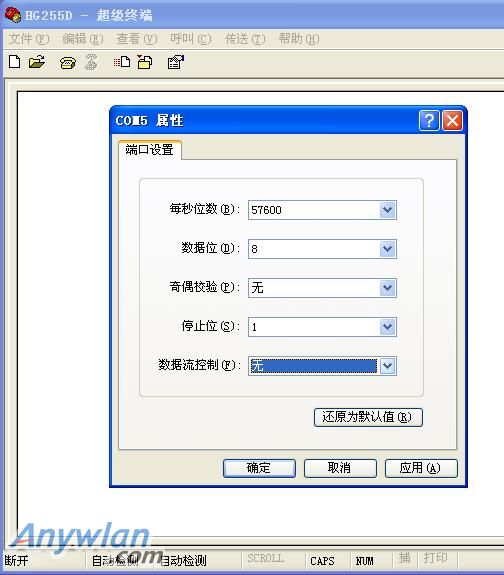 HG255D - 超级终端
文件(F) 编辑(E) 查看(V) 呼叫(C) 传送(T) 帮助(H)
COM5 属性
端口设置
每秒位数(B): 57600
数据位(D): 8
奇偶校验(P): 无
停止位(S): 1
数据流控制(F): 无
还原为默认值(R)
确定 取消 应用(A)
Anywlan.com
断开 自动检测 自动检测 SCROLL CAPS NUM 捕 打印